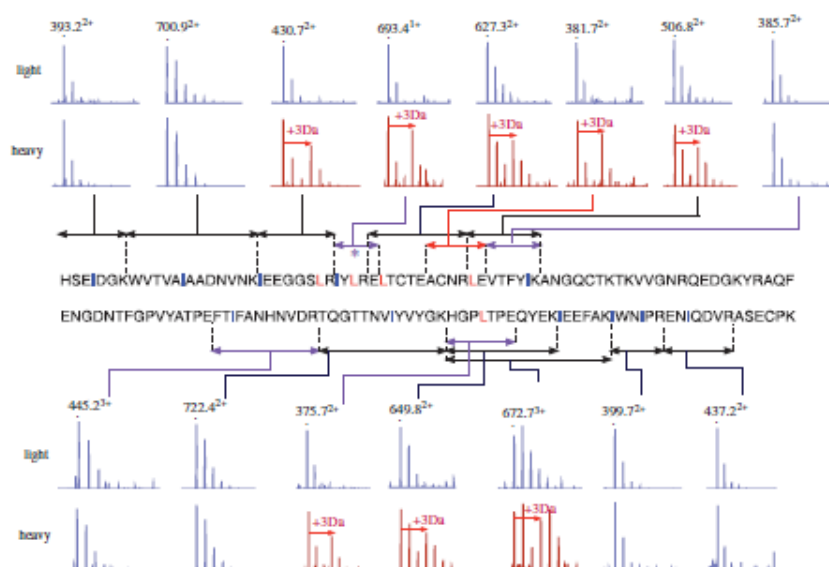 393.2²⁺ 700.9²⁺ 430.7²⁺ 693.4¹⁺ 627.3²⁺ 381.7²⁺ 506.8²⁺ 385.7²⁺
light
+3Da +3Da +3Da +3Da +3Da
heavy
*
HSEIDGKWVTVAIAADNVNKIEEGGSLRIYLRELTCTEACNRLEVTFYIKANGQCTKTKVVGNRQEDGKYRAQF
ENGDNTFGPVYATPEFTIFANHNVDRTQGTTNVIYVYGKHGPLTPEQYEKIEEFAKIWNIPRENIQDVRASECPK
445.2³⁺ 722.4²⁺ 375.7²⁺ 649.8²⁺ 672.7³⁺ 399.7²⁺ 437.2²⁺
light
+3Da +3Da +3Da
heavy